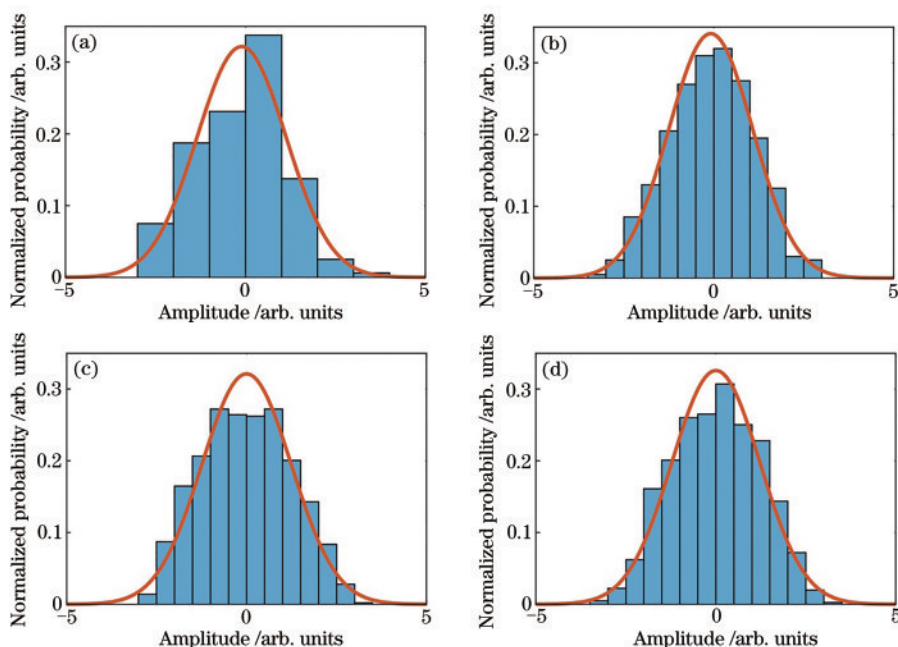 (a)
Normalized probability /arb. units
0.3
0.2
0.1
0
−5
0
5
Amplitude /arb. units
(b)
Normalized probability /arb. units
0.3
0.2
0.1
0
−5
0
5
Amplitude /arb. units
(c)
Normalized probability /arb. units
0.3
0.2
0.1
0
−5
0
5
Amplitude /arb. units
(d)
Normalized probability /arb. units
0.3
0.2
0.1
0
−5
0
5
Amplitude /arb. units